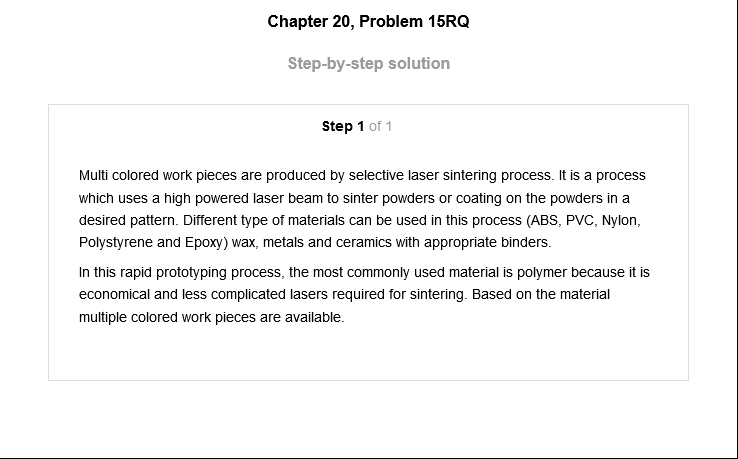 Chapter 20, Problem 15RQ
Step-by-step solution
Step 1 of 1
Multi colored work pieces are produced by selective laser sintering process. It is a process
which uses a high powered laser beam to sinter powders or coating on the powders in a
desired pattern. Different type of materials can be used in this process (ABS, PVC, Nylon,
Polystyrene and Epoxy) wax, metals and ceramics with appropriate binders.
In this rapid prototyping process, the most commonly used material is polymer because it is
economical and less complicated lasers required for sintering. Based on the material
multiple colored work pieces are available.